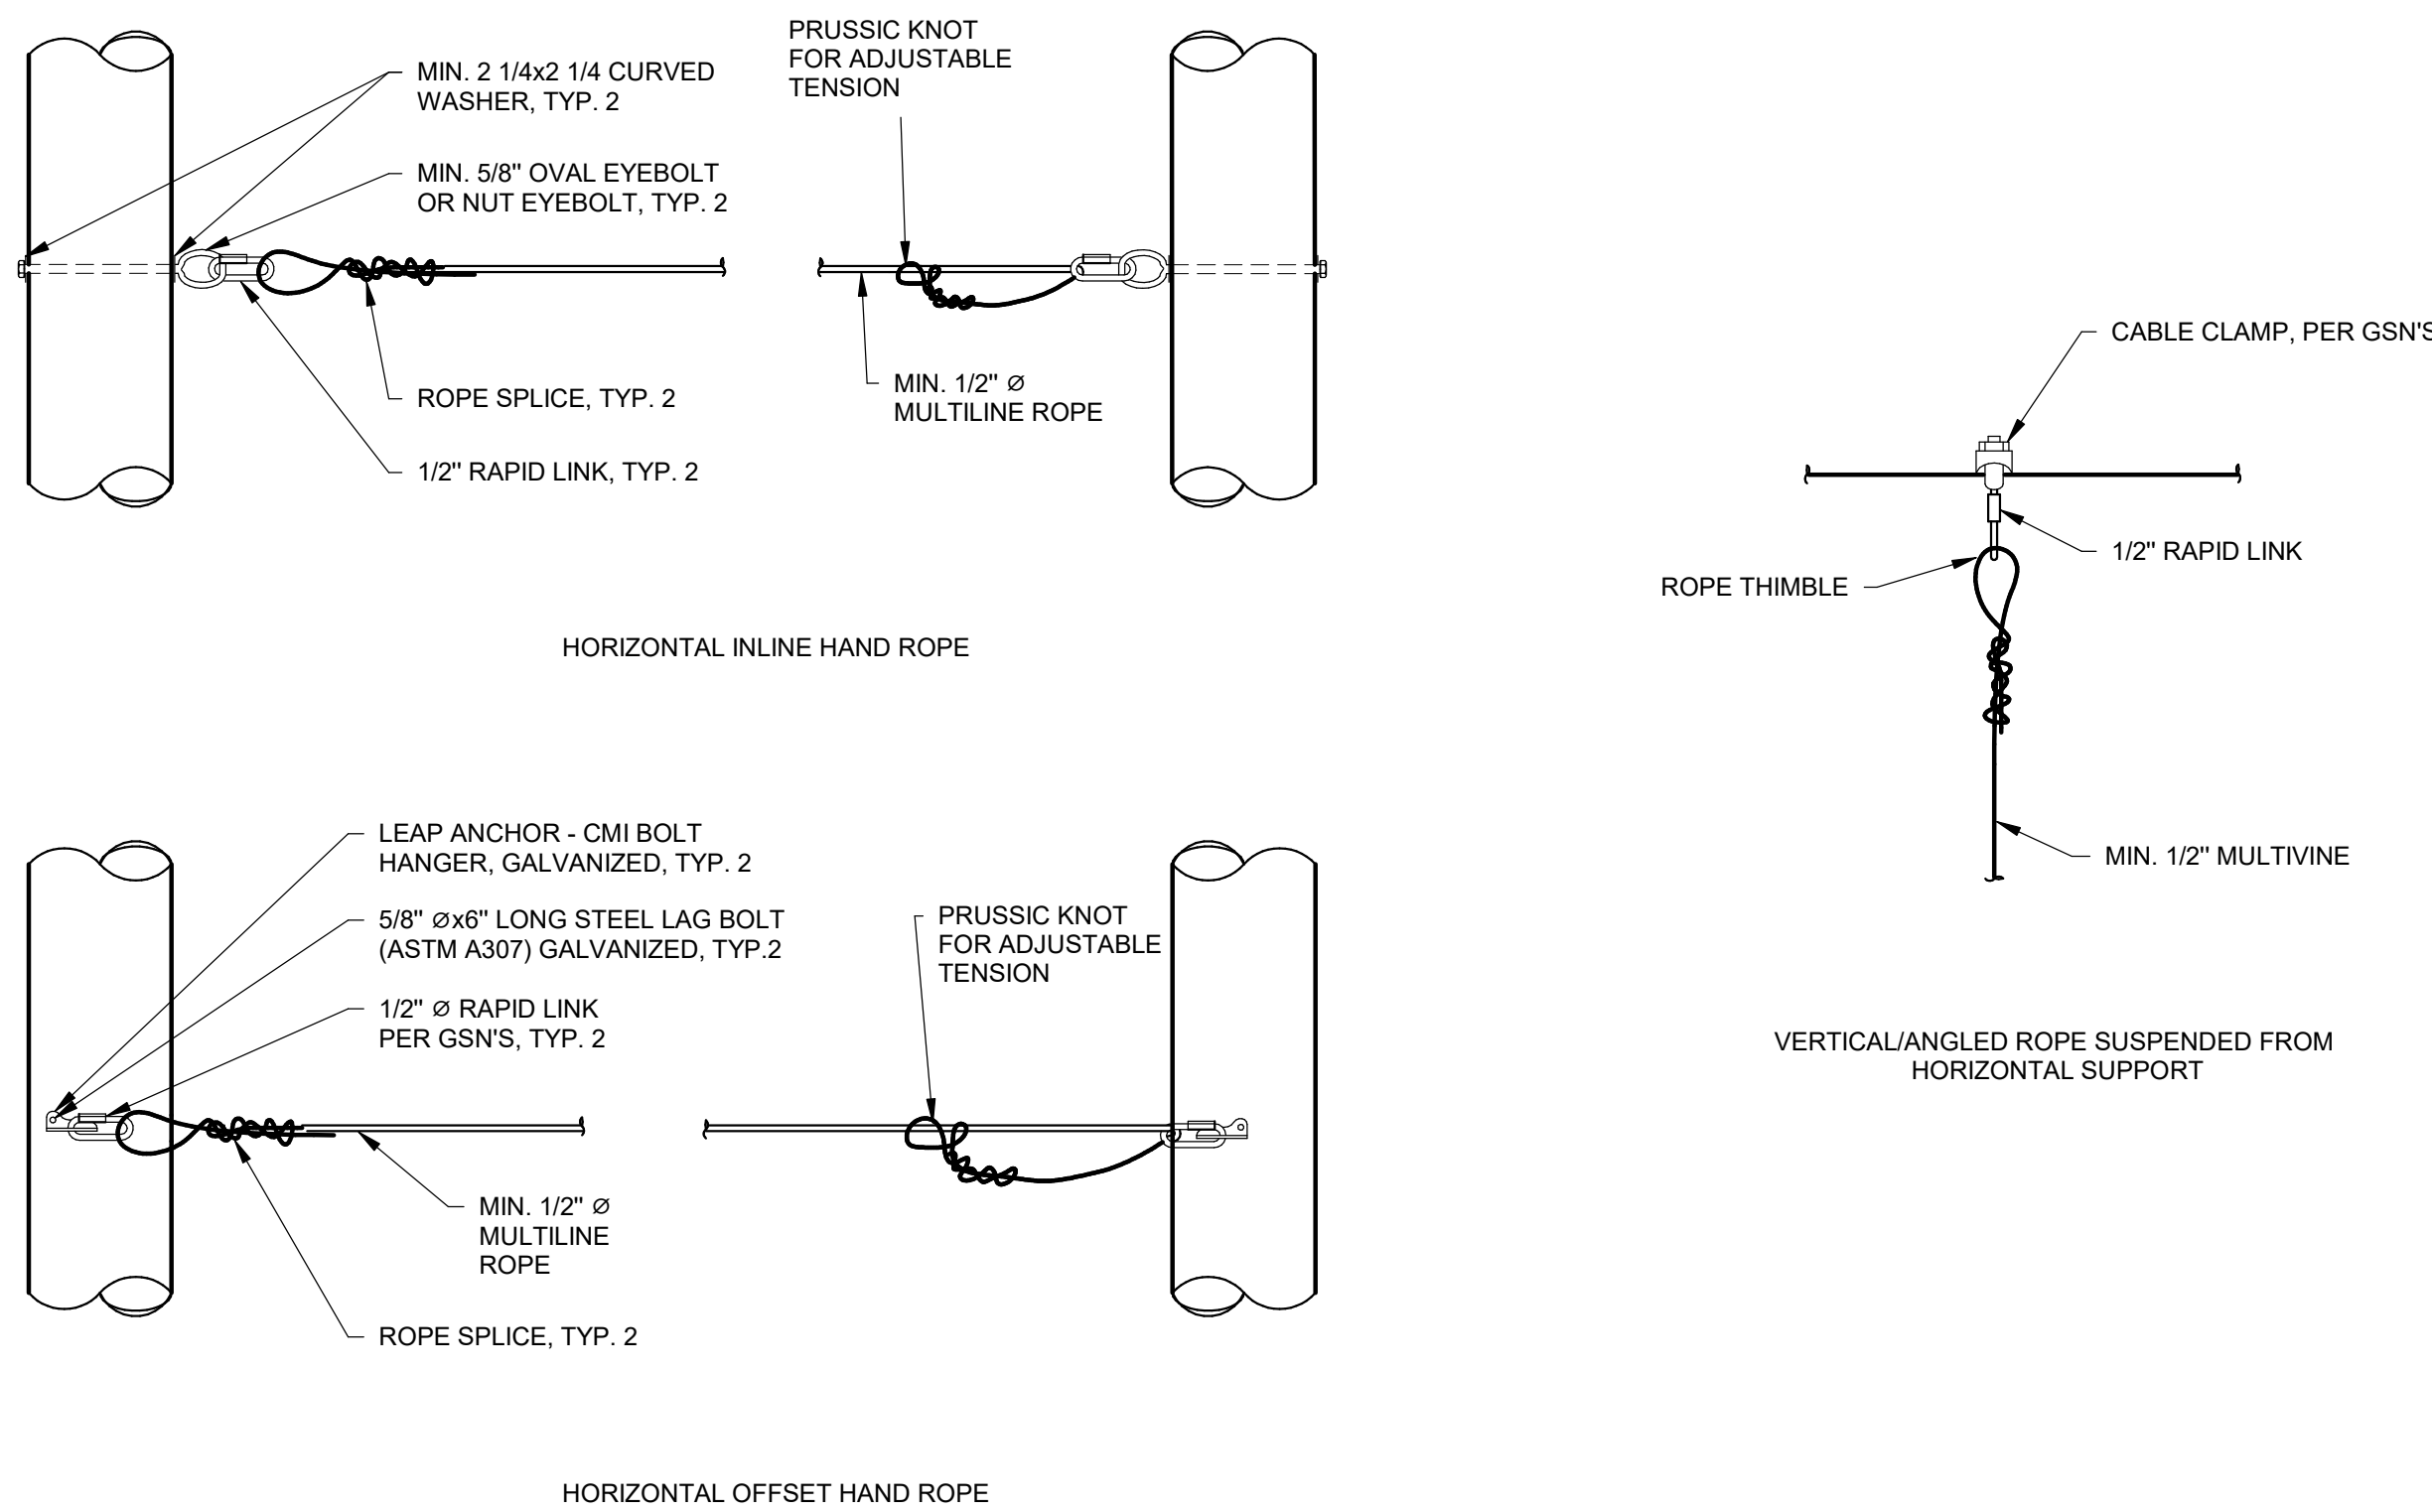 MIN. 2 1/4x2 1/4 CURVED
WASHER, TYP. 2
MIN. 5/8" OVAL EYEBOLT
OR NUT EYEBOLT, TYP. 2
ROPE SPLICE, TYP. 2
1/2" RAPID LINK, TYP. 2
PRUSSIC KNOT
FOR ADJUSTABLE
TENSION
MIN. 1/2" Ø
MULTILINE ROPE
HORIZONTAL INLINE HAND ROPE
CABLE CLAMP, PER GSN'S
1/2" RAPID LINK
ROPE THIMBLE
MIN. 1/2" MULTIVINE
VERTICAL/ANGLED ROPE SUSPENDED FROM
HORIZONTAL SUPPORT
LEAP ANCHOR - CMI BOLT
HANGER, GALVANIZED, TYP. 2
5/8" Øx6" LONG STEEL LAG BOLT
(ASTM A307) GALVANIZED, TYP.2
1/2" Ø RAPID LINK
PER GSN'S, TYP. 2
MIN. 1/2" Ø
MULTILINE
ROPE
ROPE SPLICE, TYP. 2
PRUSSIC KNOT
FOR ADJUSTABLE
TENSION
HORIZONTAL OFFSET HAND ROPE